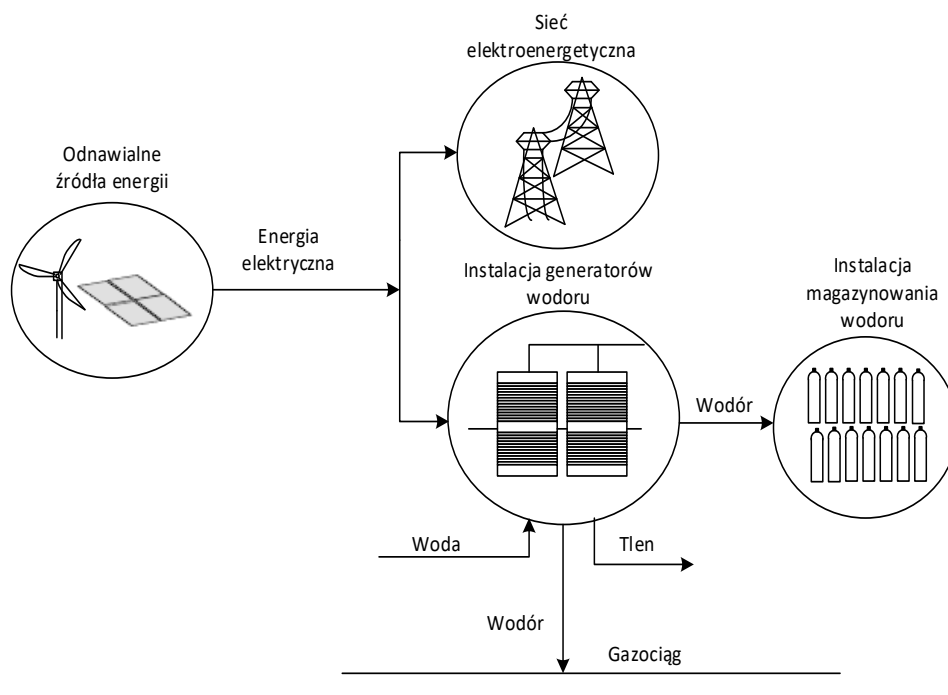 Sieć
elektroenergetyczna
Odnawialne
źródła energii
Energia
elektryczna
Instalacja generatorów
wodoru
Instalacja
magazynowania
wodoru
Wodór
Woda
Tlen
Wodór
Gazociąg